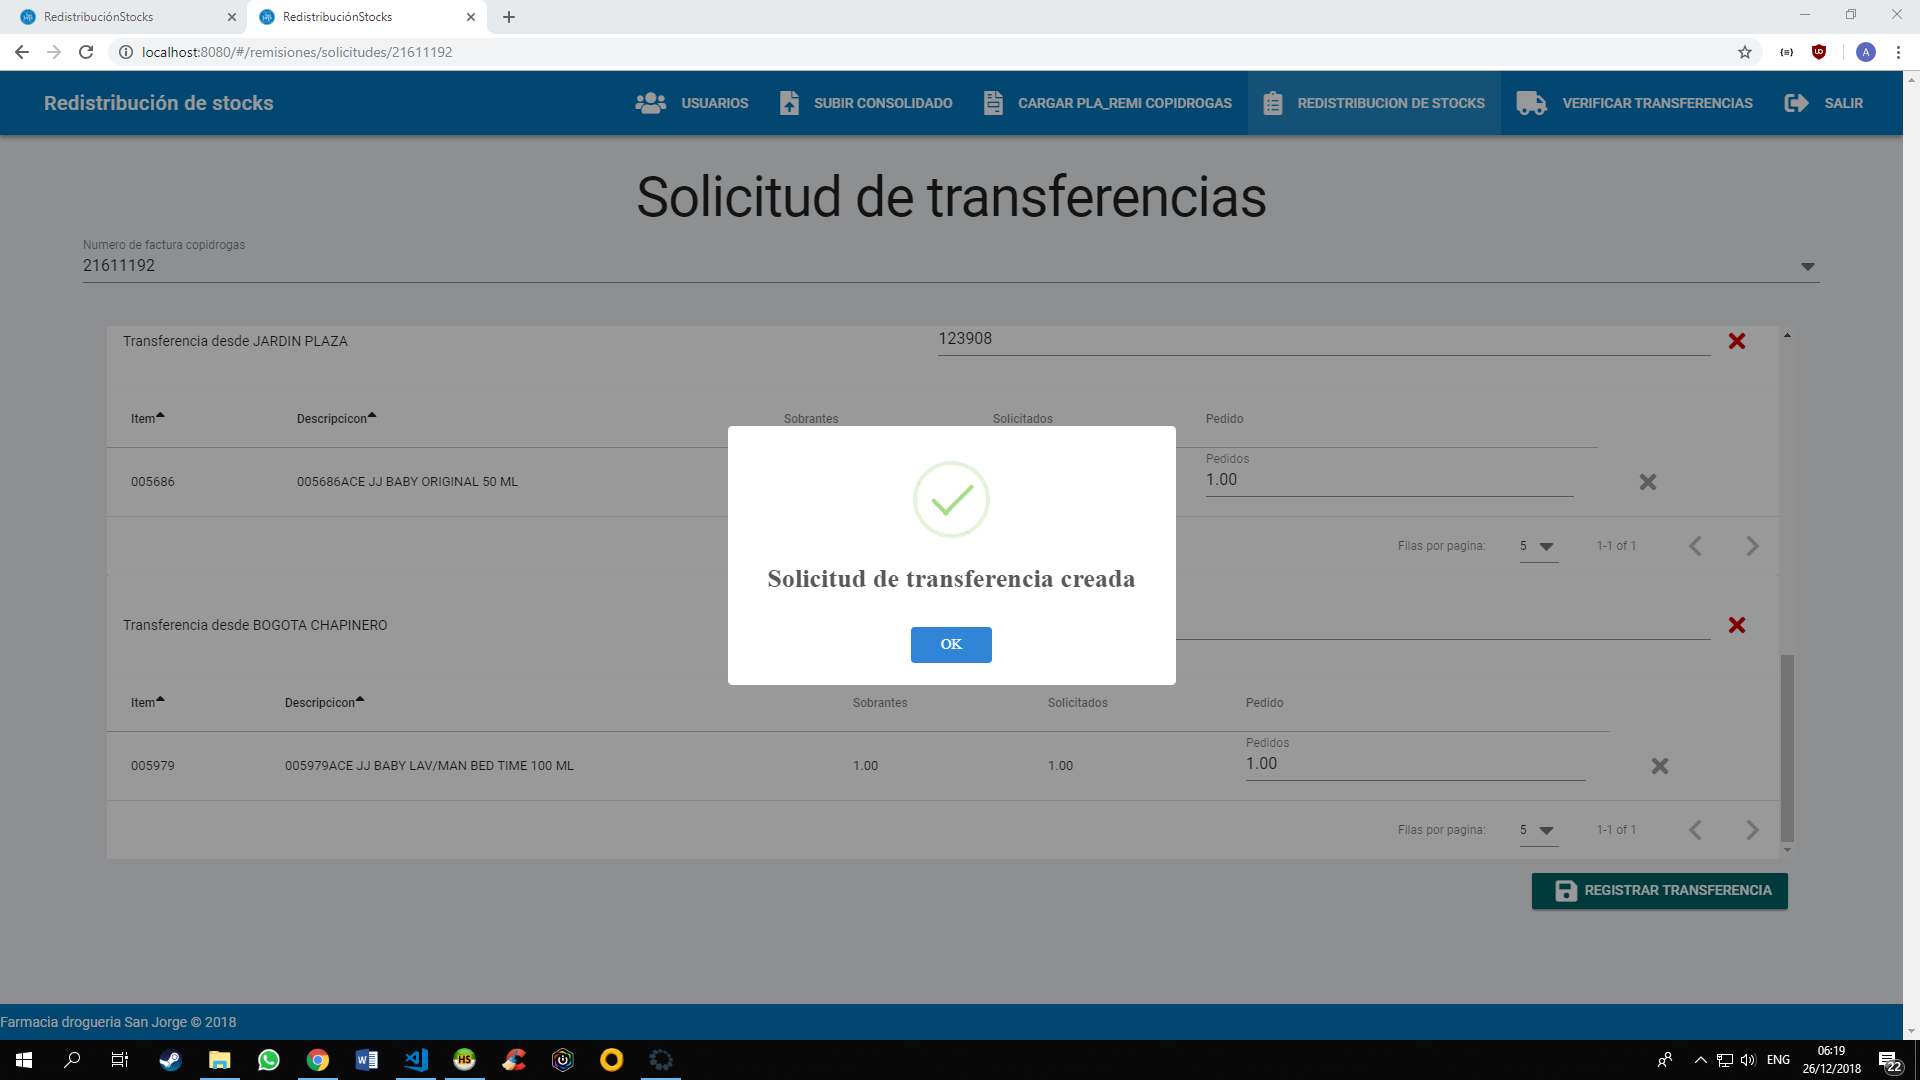 RedistribuciónStocks
RedistribuciónStocks
localhost:8080/#/remisiones/solicitudes/21611192
A
Redistribución de stocks
USUARIOS
SUBIR CONSOLIDADO
CARGAR PLA_REMI COPIDROGAS
REDISTRIBUCION DE STOCKS
VERIFICAR TRANSFERENCIAS
SALIR
Solicitud de transferencias
Numero de factura copidrogas
21611192
Transferencia desde JARDIN PLAZA
123908
Item Descripcicon Sobrantes Solicitados Pedido
Pedidos
005686 005686ACE JJ BABY ORIGINAL 50 ML 1.00
Filas por pagina: 5 1-1 of 1
Solicitud de transferencia creada
OK
Transferencia desde BOGOTA CHAPINERO
Item Descripcicon Sobrantes Solicitados Pedido
Pedidos
005979 005979ACE JJ BABY LAV/MAN BED TIME 100 ML 1.00 1.00 1.00
Filas por pagina: 5 1-1 of 1
REGISTRAR TRANSFERENCIA
Farmacia drogueria San Jorge © 2018
HS
ENG
06:19
26/12/2018
22